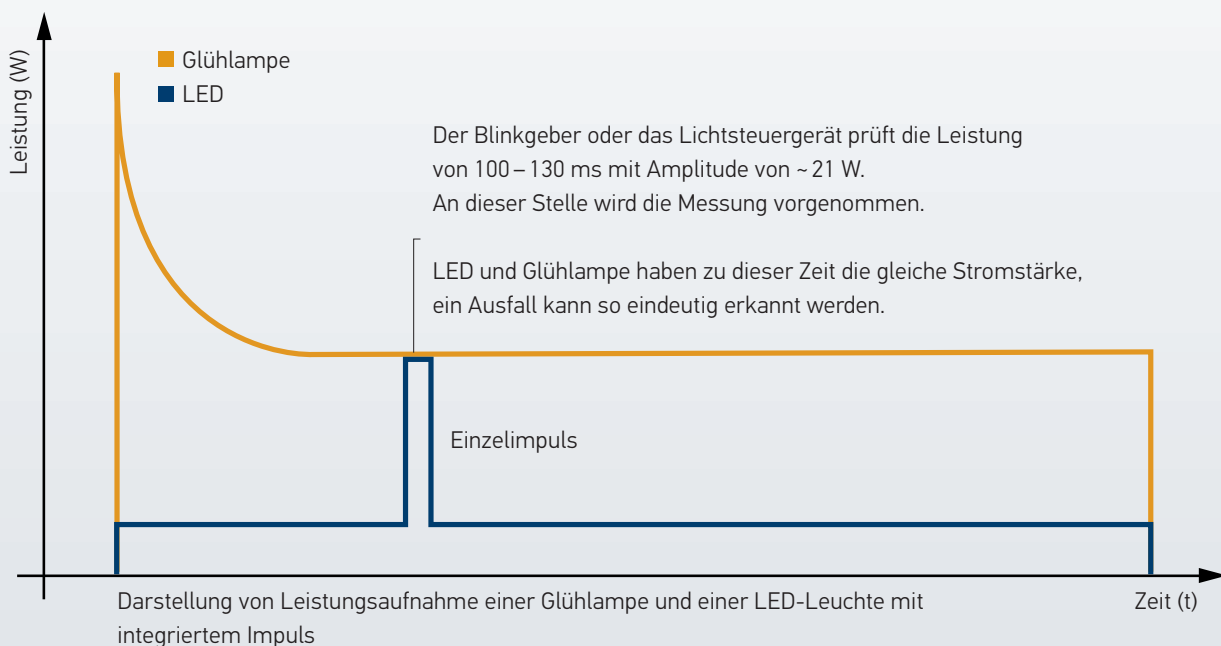 Leistung (W)
Glühlampe
LED
Der Blinkgeber oder das Lichtsteuergerät prüft die Leistung
von 100 – 130 ms mit Amplitude von ~ 21 W.
An dieser Stelle wird die Messung vorgenommen.
LED und Glühlampe haben zu dieser Zeit die gleiche Stromstärke,
ein Ausfall kann so eindeutig erkannt werden.
Einzelimpuls
Darstellung von Leistungsaufnahme einer Glühlampe und einer LED-Leuchte mit
integriertem Impuls
Zeit (t)